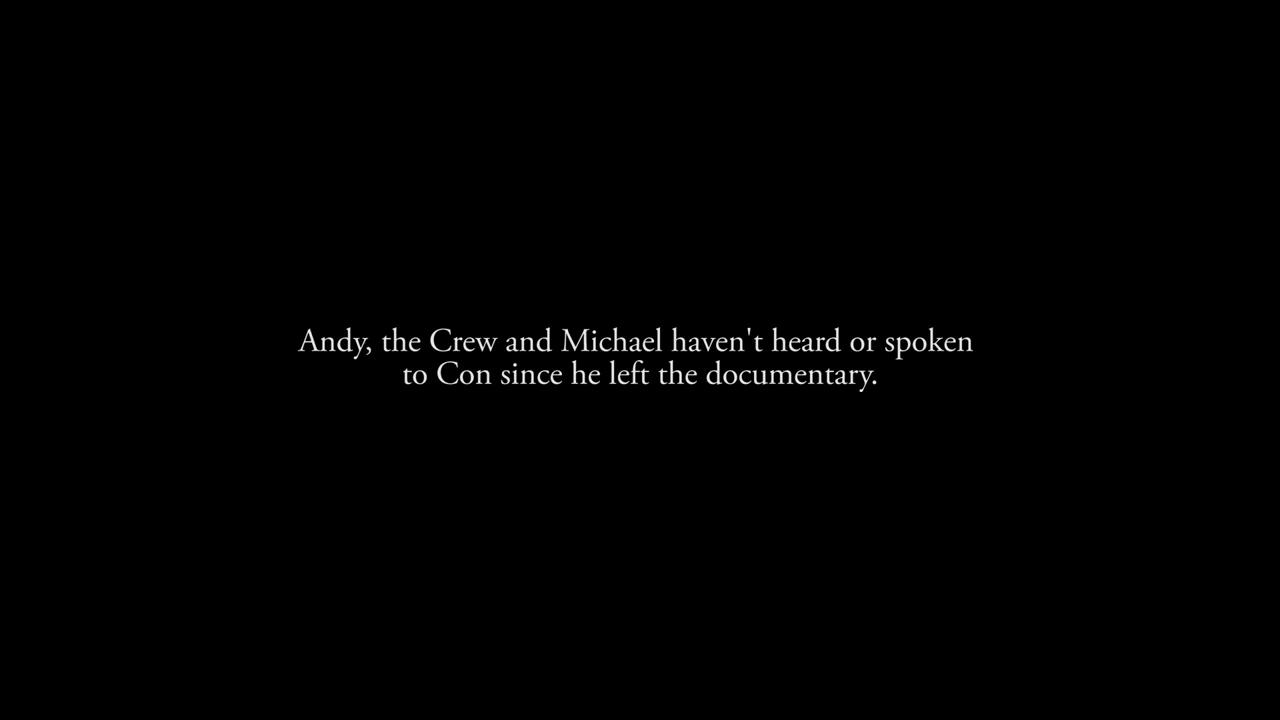 Andy, the Crew and Michael haven't heard or spoken
to Con since he left the documentary.